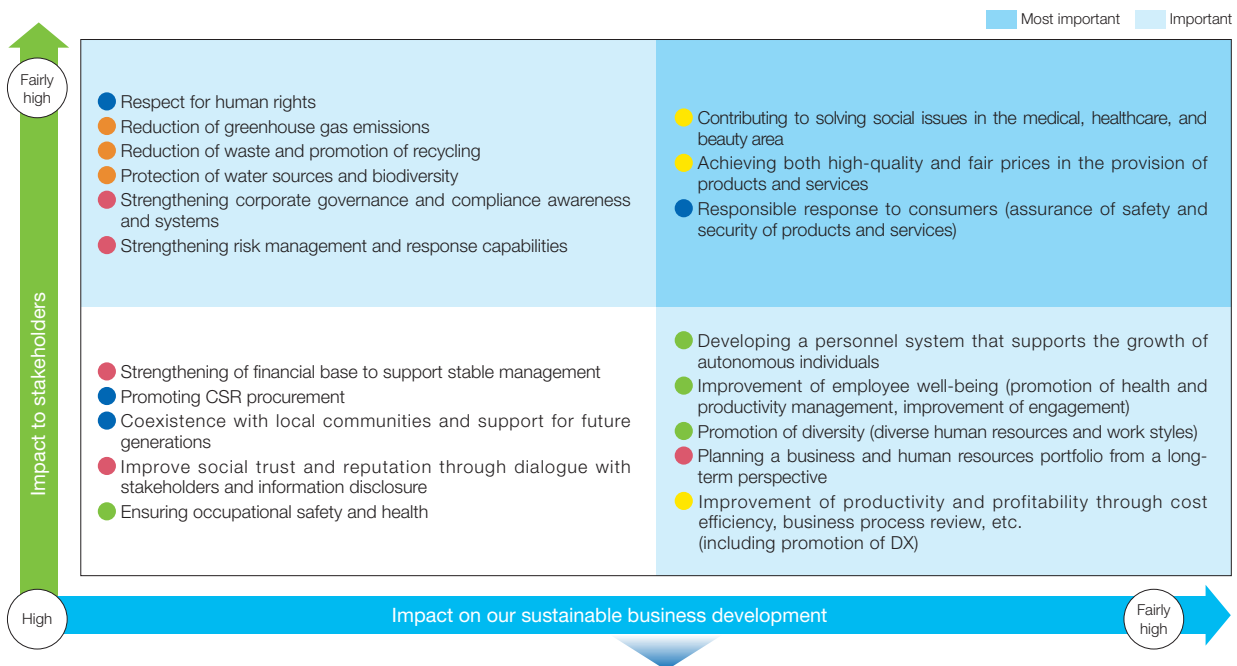 Most important
Important
Fairly
high
Respect for human rights
Reduction of greenhouse gas emissions
Reduction of waste and promotion of recycling
Protection of water sources and biodiversity
Strengthening corporate governance and compliance awareness
and systems
Strengthening risk management and response capabilities
Contributing to solving social issues in the medical, healthcare, and
beauty area
Achieving both high-quality and fair prices in the provision of
products and services
Responsible response to consumers (assurance of safety and
security of products and services)
Impact to stakeholders
Strengthening of financial base to support stable management
Promoting CSR procurement
Coexistence with local communities and support for future
generations
Improve social trust and reputation through dialogue with
stakeholders and information disclosure
Ensuring occupational safety and health
Developing a personnel system that supports the growth of
autonomous individuals
Improvement of employee well-being (promotion of health and
productivity management, improvement of engagement)
Promotion of diversity (diverse human resources and work styles)
Planning a business and human resources portfolio from a long-
term perspective
Improvement of productivity and profitability through cost
efficiency, business process review, etc.
(including promotion of DX)
High
Impact on our sustainable business development
Fairly
high